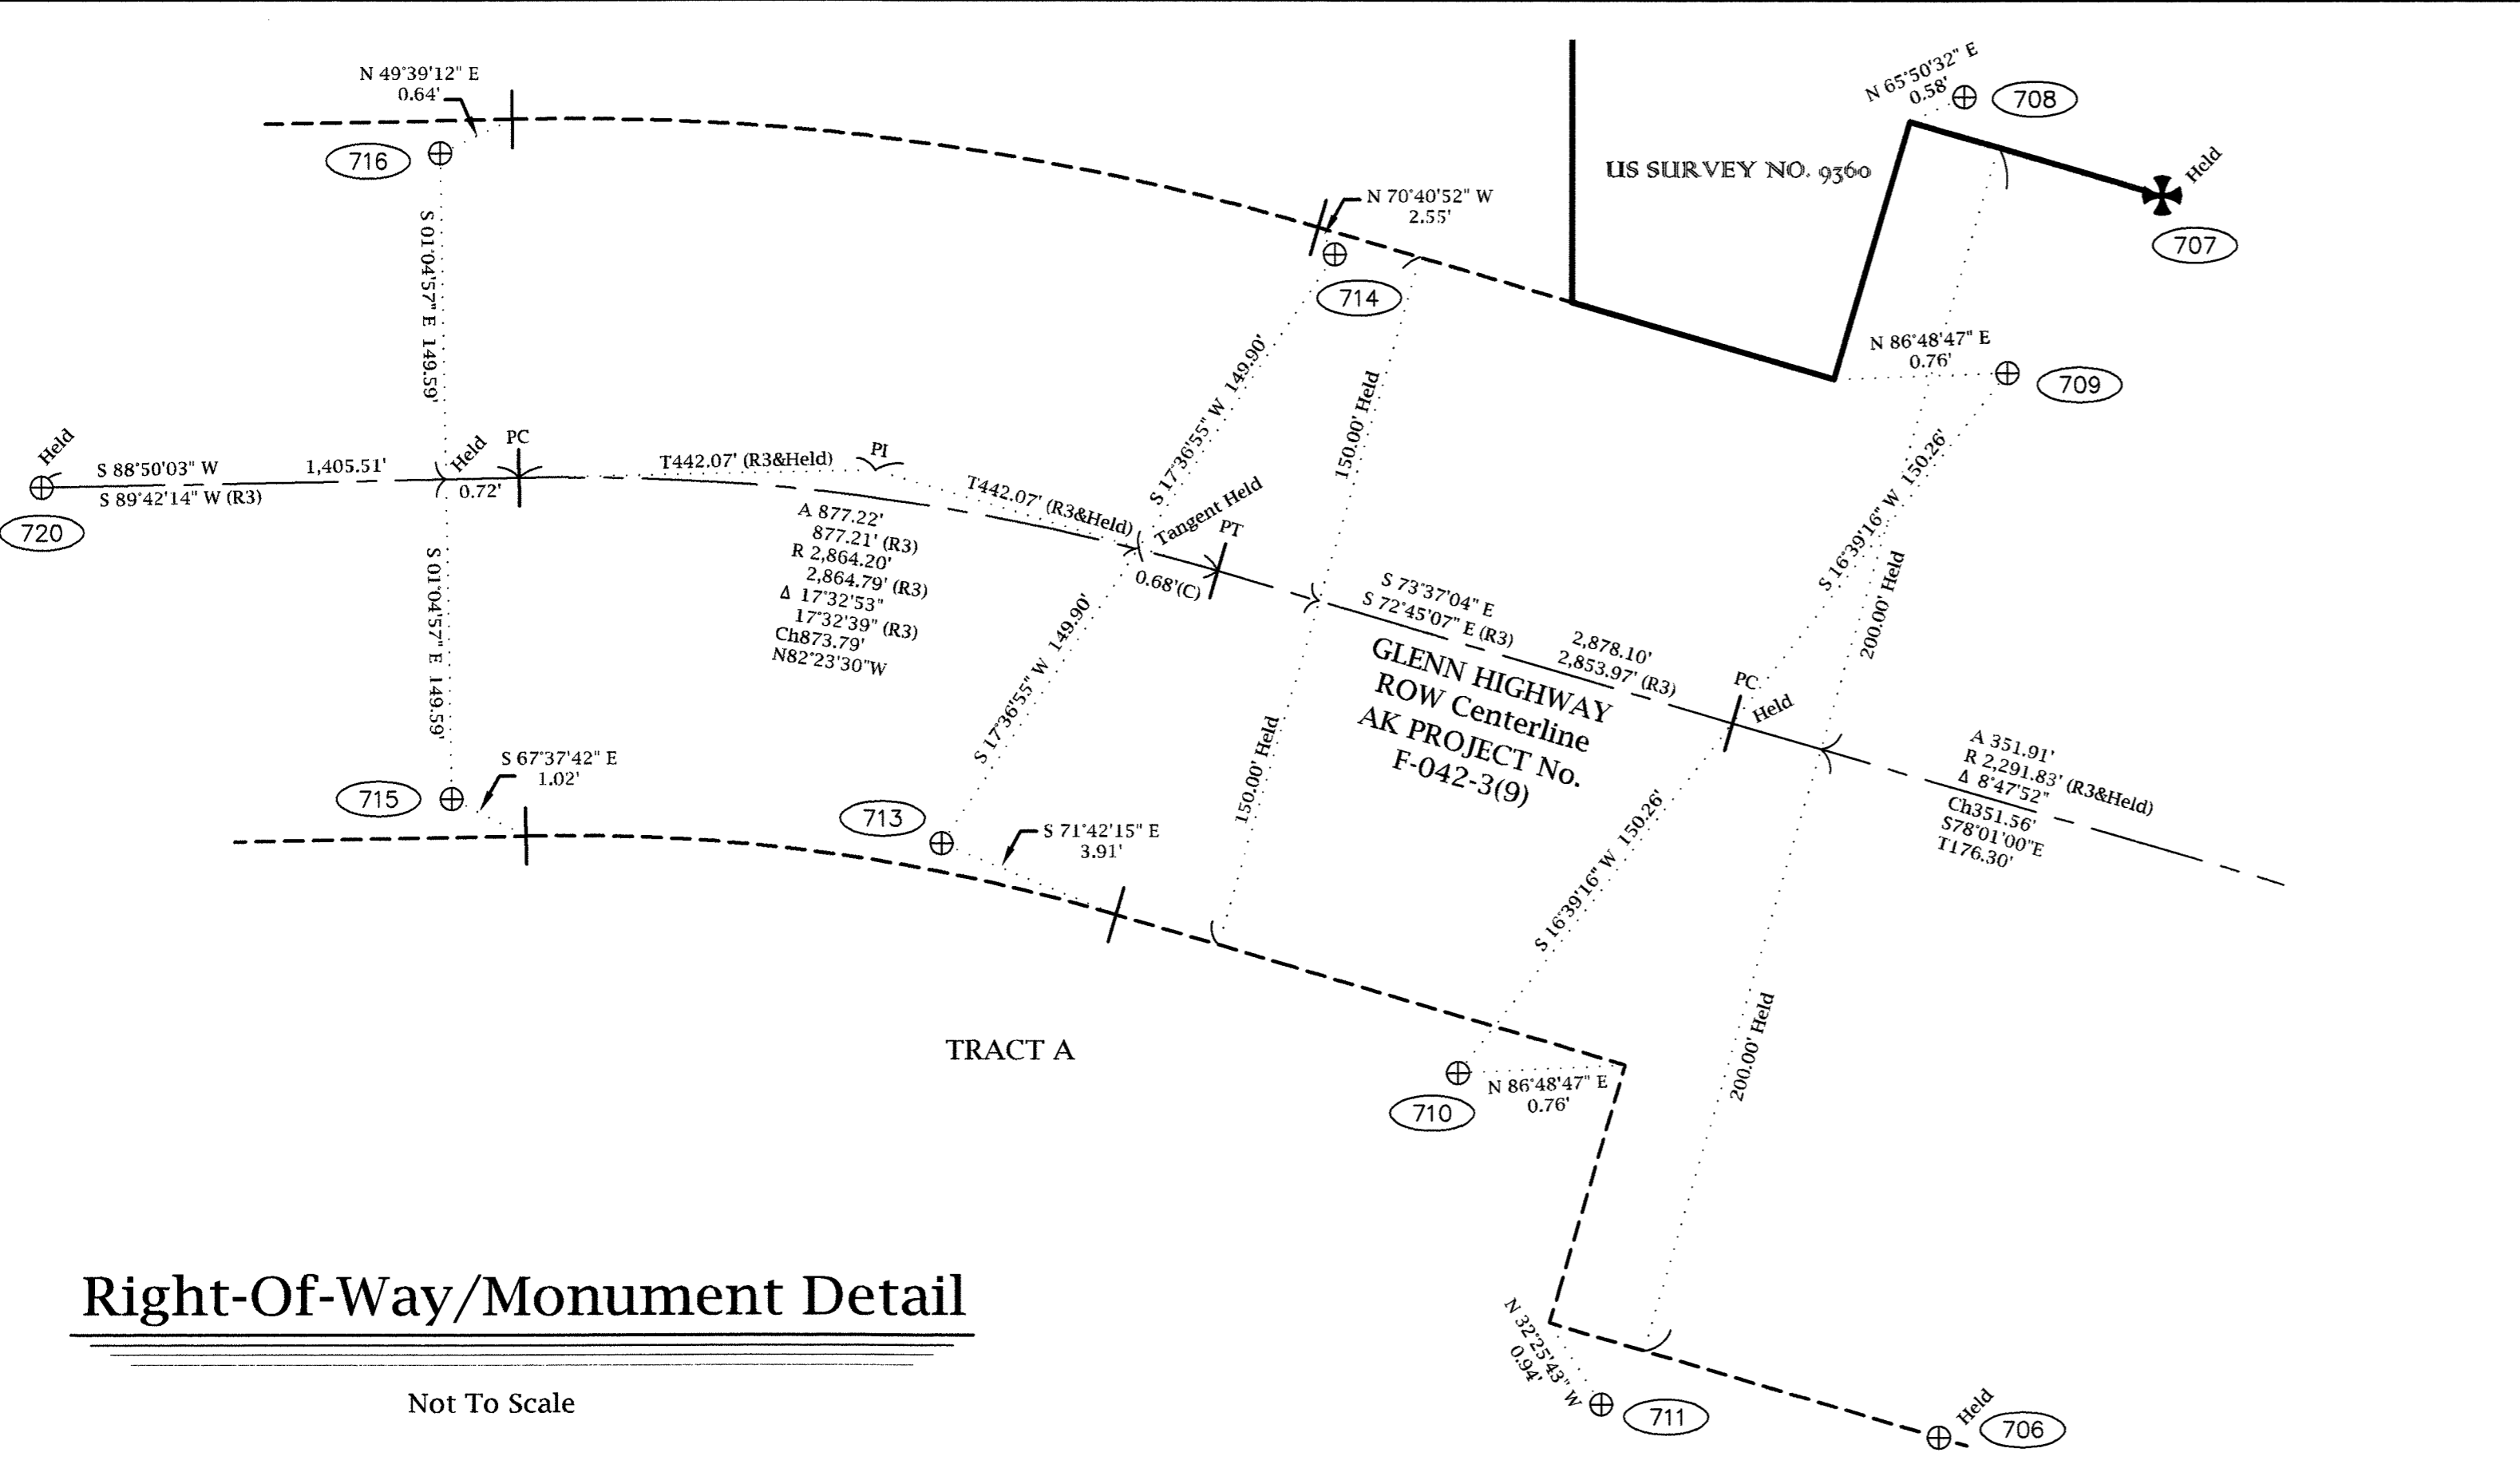 N 49°39'12" E
0.64'
716
S 01°04'57" E 149.59'
N 70°40'52" W
2.55'
714
US SURVEY NO. 9360
N 65°50'32" E
0.58'
708
Held
707
N 86°48'47" E
0.76'
709
Held
S 88°50'03" W 1,405.51'
S 89°42'14" W (R3)
720
Held
PC
0.72'
T442.07' (R3&Held)
PI
T442.07' (R3&Held)
A 877.22'
877.21' (R3)
R 2,864.20'
2,864.79' (R3)
Δ 17°32'53"
17°32'39" (R3)
Ch873.79'
N82°23'30"W
S 17°36'55" W 149.90'
Tangent Held
PT
0.68'(C)
150.00' Held
S 73°37'04" E
S 72°45'07" E (R3)
2,878.10'
2,853.97' (R3)
GLENN HIGHWAY
ROW Centerline
AK PROJECT No.
F-042-3(9)
S 16°39'16" W 150.26'
200.00' Held
PC
Held
A 351.91'
R 2,291.83' (R3&Held)
Δ 8°47'52"
Ch351.56'
S78°01'00"E
T176.30'
S 01°04'57" E 149.59'
715
S 67°37'42" E
1.02'
S 17°36'55" W 149.90'
713
S 71°42'15" E
3.91'
150.00' Held
S 16°39'16" W 150.26'
200.00' Held
TRACT A
710
N 86°48'47" E
0.76'
N 32°25'43" W
0.94'
711
Held
706
Right-Of-Way/Monument Detail
Not To Scale